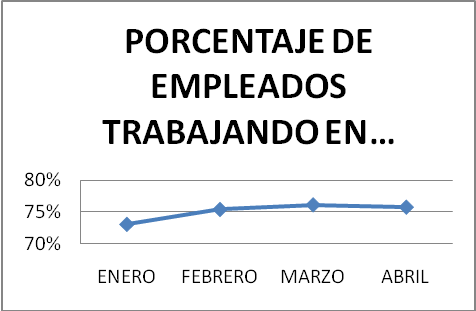 PORCENTAJE DE
EMPLEADOS
TRABAJANDO EN...
80%
75%
70%
ENERO FEBRERO MARZO ABRIL